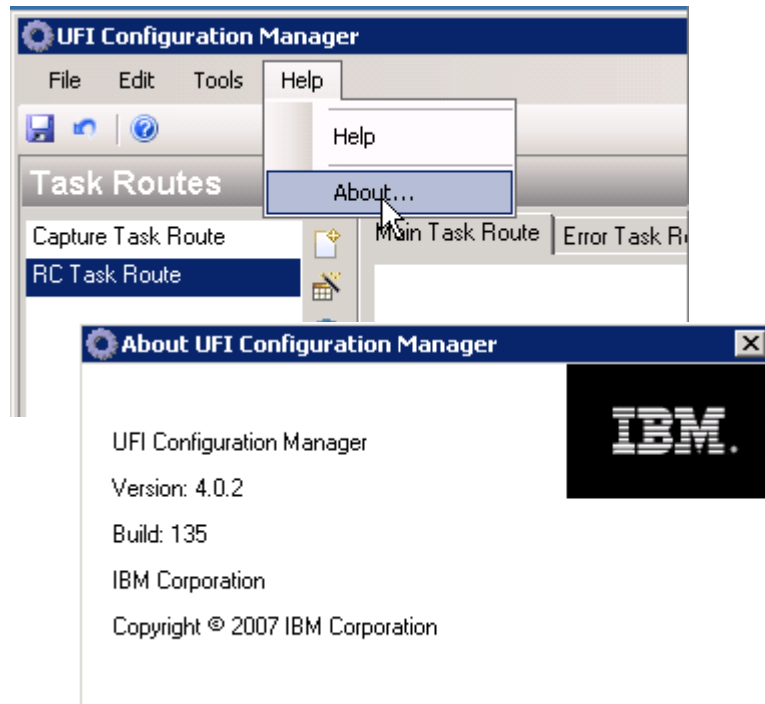 UFI Configuration Manager
File Edit Tools Help
Help
About...
Task Routes
Capture Task Route
RC Task Route
Main Task Route
Error Task
About UFI Configuration Manager
IBM.
UFI Configuration Manager
Version: 4.0.2
Build: 135
IBM Corporation
Copyright © 2007 IBM Corporation